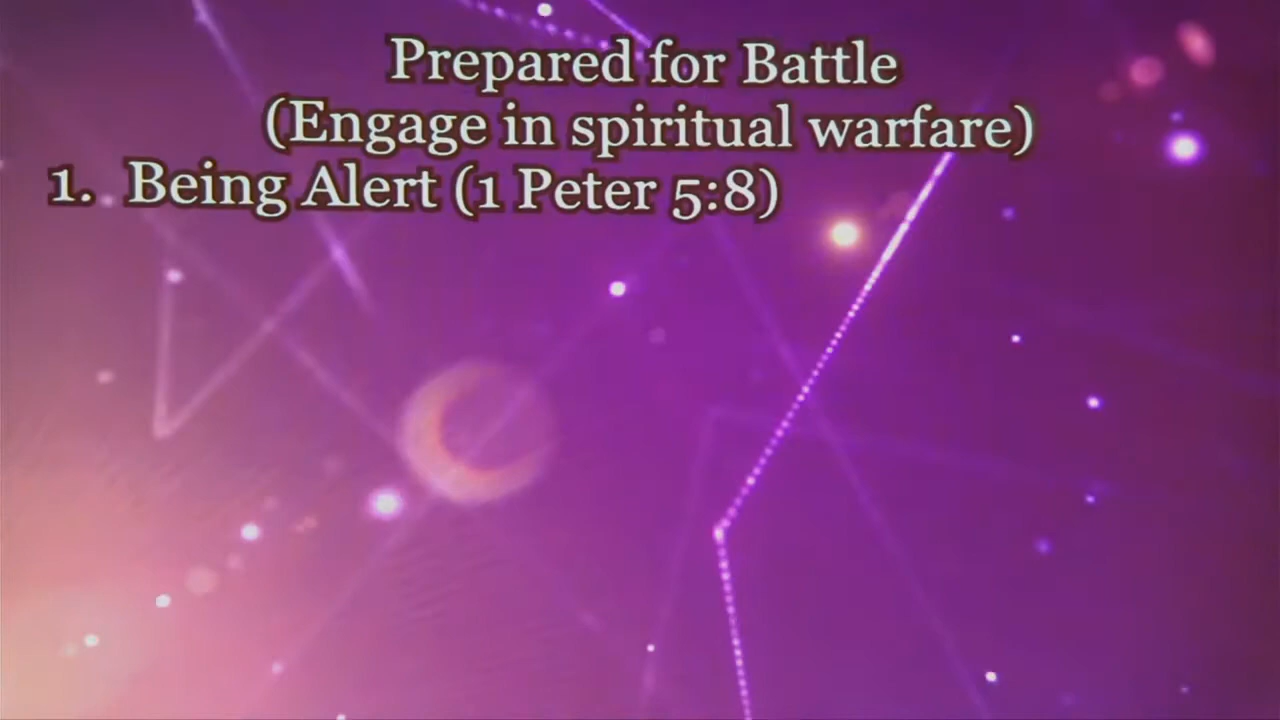 Prepared for Battle
(Engage in spiritual warfare)
1. Being Alert (1 Peter 5:8)